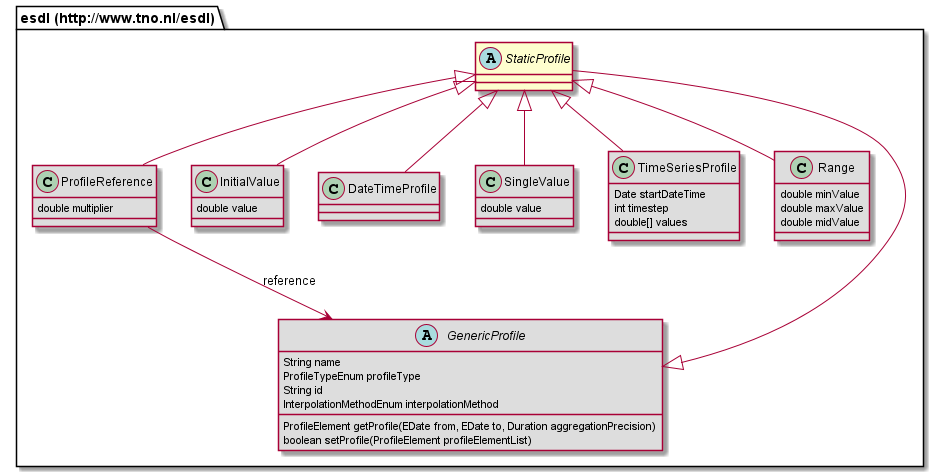 esdl (http://www.tno.nl/esdl)
A StaticProfile
C ProfileReference
double multiplier
C InitialValue
double value
C DateTimeProfile
C SingleValue
double value
C TimeSeriesProfile
Date startDateTime
int timestep
double[] values
C Range
double minValue
double maxValue
double midValue
reference
A GenericProfile
String name
ProfileTypeEnum profileType
String id
InterpolationMethodEnum interpolationMethod
ProfileElement getProfile(EDate from, EDate to, Duration aggregationPrecision)
boolean setProfile(ProfileElement profileElementList)